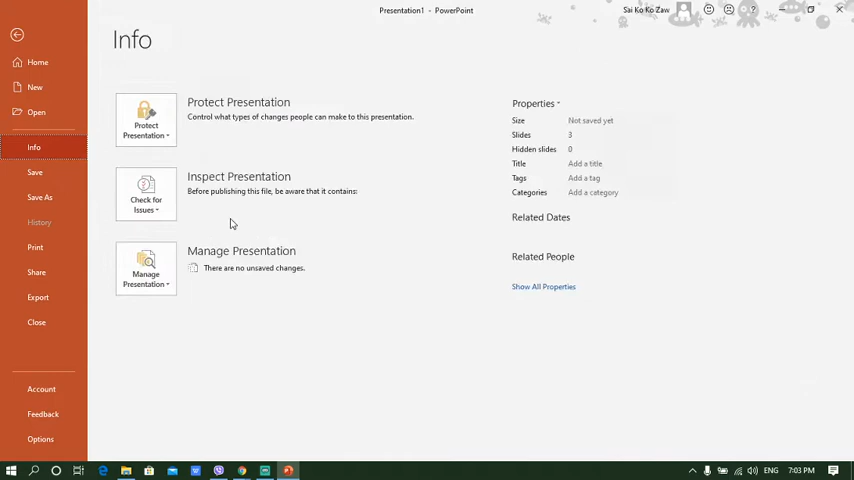 Presentation1 - PowerPoint
Sai Ko Ko Zaw
?
Info
Home
New
Open
Info
Save
Save As
History
Print
Share
Export
Close
Account
Feedback
Options
Protect
Presentation
Protect Presentation
Control what types of changes people can make to this presentation.
Check for
Issues
Inspect Presentation
Before publishing this file, be aware that it contains:
Manage
Presentation
Manage Presentation
There are no unsaved changes.
Properties
Size Not saved yet
Slides 3
Hidden slides 0
Title Add a title
Tags Add a tag
Categories Add a category
Related Dates
Related People
Show All Properties
ENG 7:03 PM